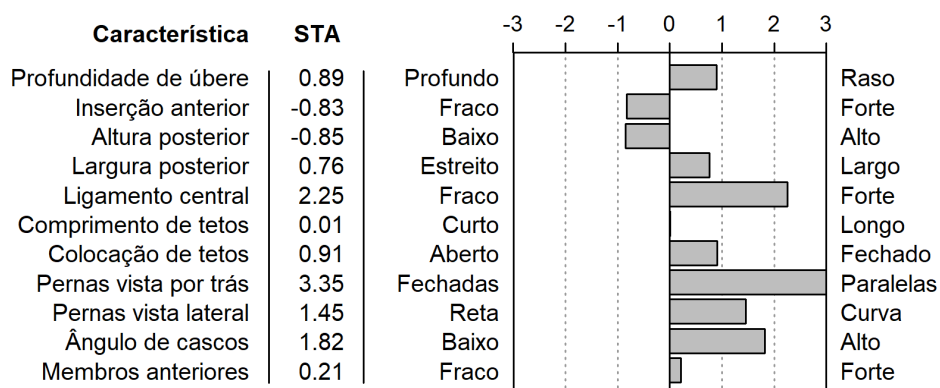 -3 -2 -1 0 1 2 3
Característica STA
Profundidade de úbere 0.89 Profundo Raso
Inserção anterior -0.83 Fraco Forte
Altura posterior -0.85 Baixo Alto
Largura posterior 0.76 Estreito Largo
Ligamento central 2.25 Fraco Forte
Comprimento de tetos 0.01 Curto Longo
Colocação de tetos 0.91 Aberto Fechado
Pernas vista por trás 3.35 Fechadas Paralelas
Pernas vista lateral 1.45 Reta Curva
Ângulo de cascos 1.82 Baixo Alto
Membros anteriores 0.21 Fraco Forte